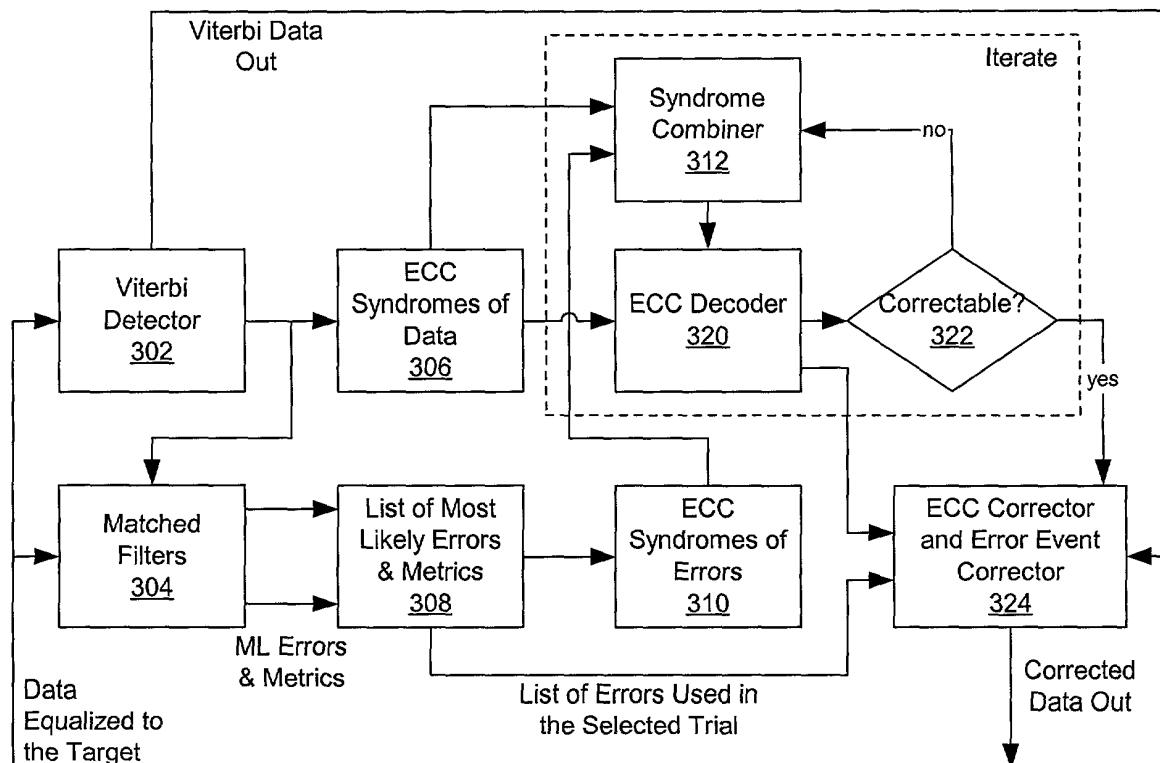 Viterbi Data
Out
Iterate
Syndrome
Combiner
312
no
Viterbi
Detector
302
ECC
Syndromes of
Data
306
ECC Decoder
320
Correctable?
322
yes
Matched
Filters
304
List of Most
Likely Errors
& Metrics
308
ECC
Syndromes of
Errors
310
ECC Corrector
and Error Event
Corrector
324
ML Errors
& Metrics
Data
Equalized to
the Target
List of Errors Used in
the Selected Trial
Corrected
Data Out